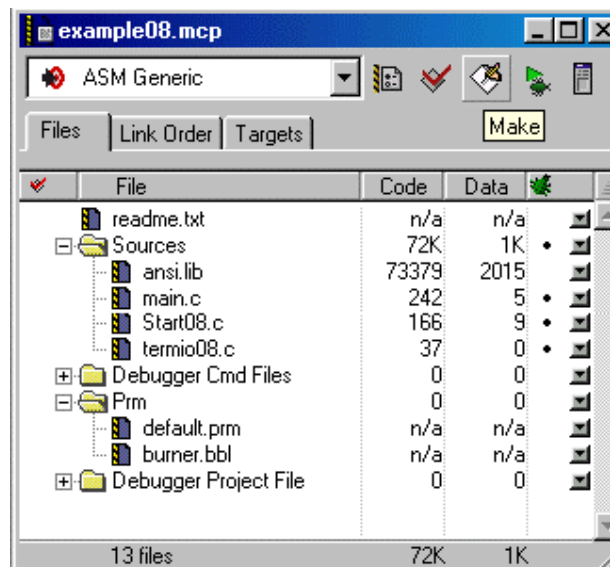 example08.mcp
ASM Generic
Files Link Order Targets Make
File Code Data
readme.txt n/a n/a
Sources 72K 1K •
ansi.lib 73379 2015
main.c 242 5 •
Start08.c 166 9 •
termio08.c 37 0 •
Debugger Cmd Files 0 0
Prm 0 0
default.prm n/a n/a
burner.bbl n/a n/a
Debugger Project File 0 0
13 files 72K 1K